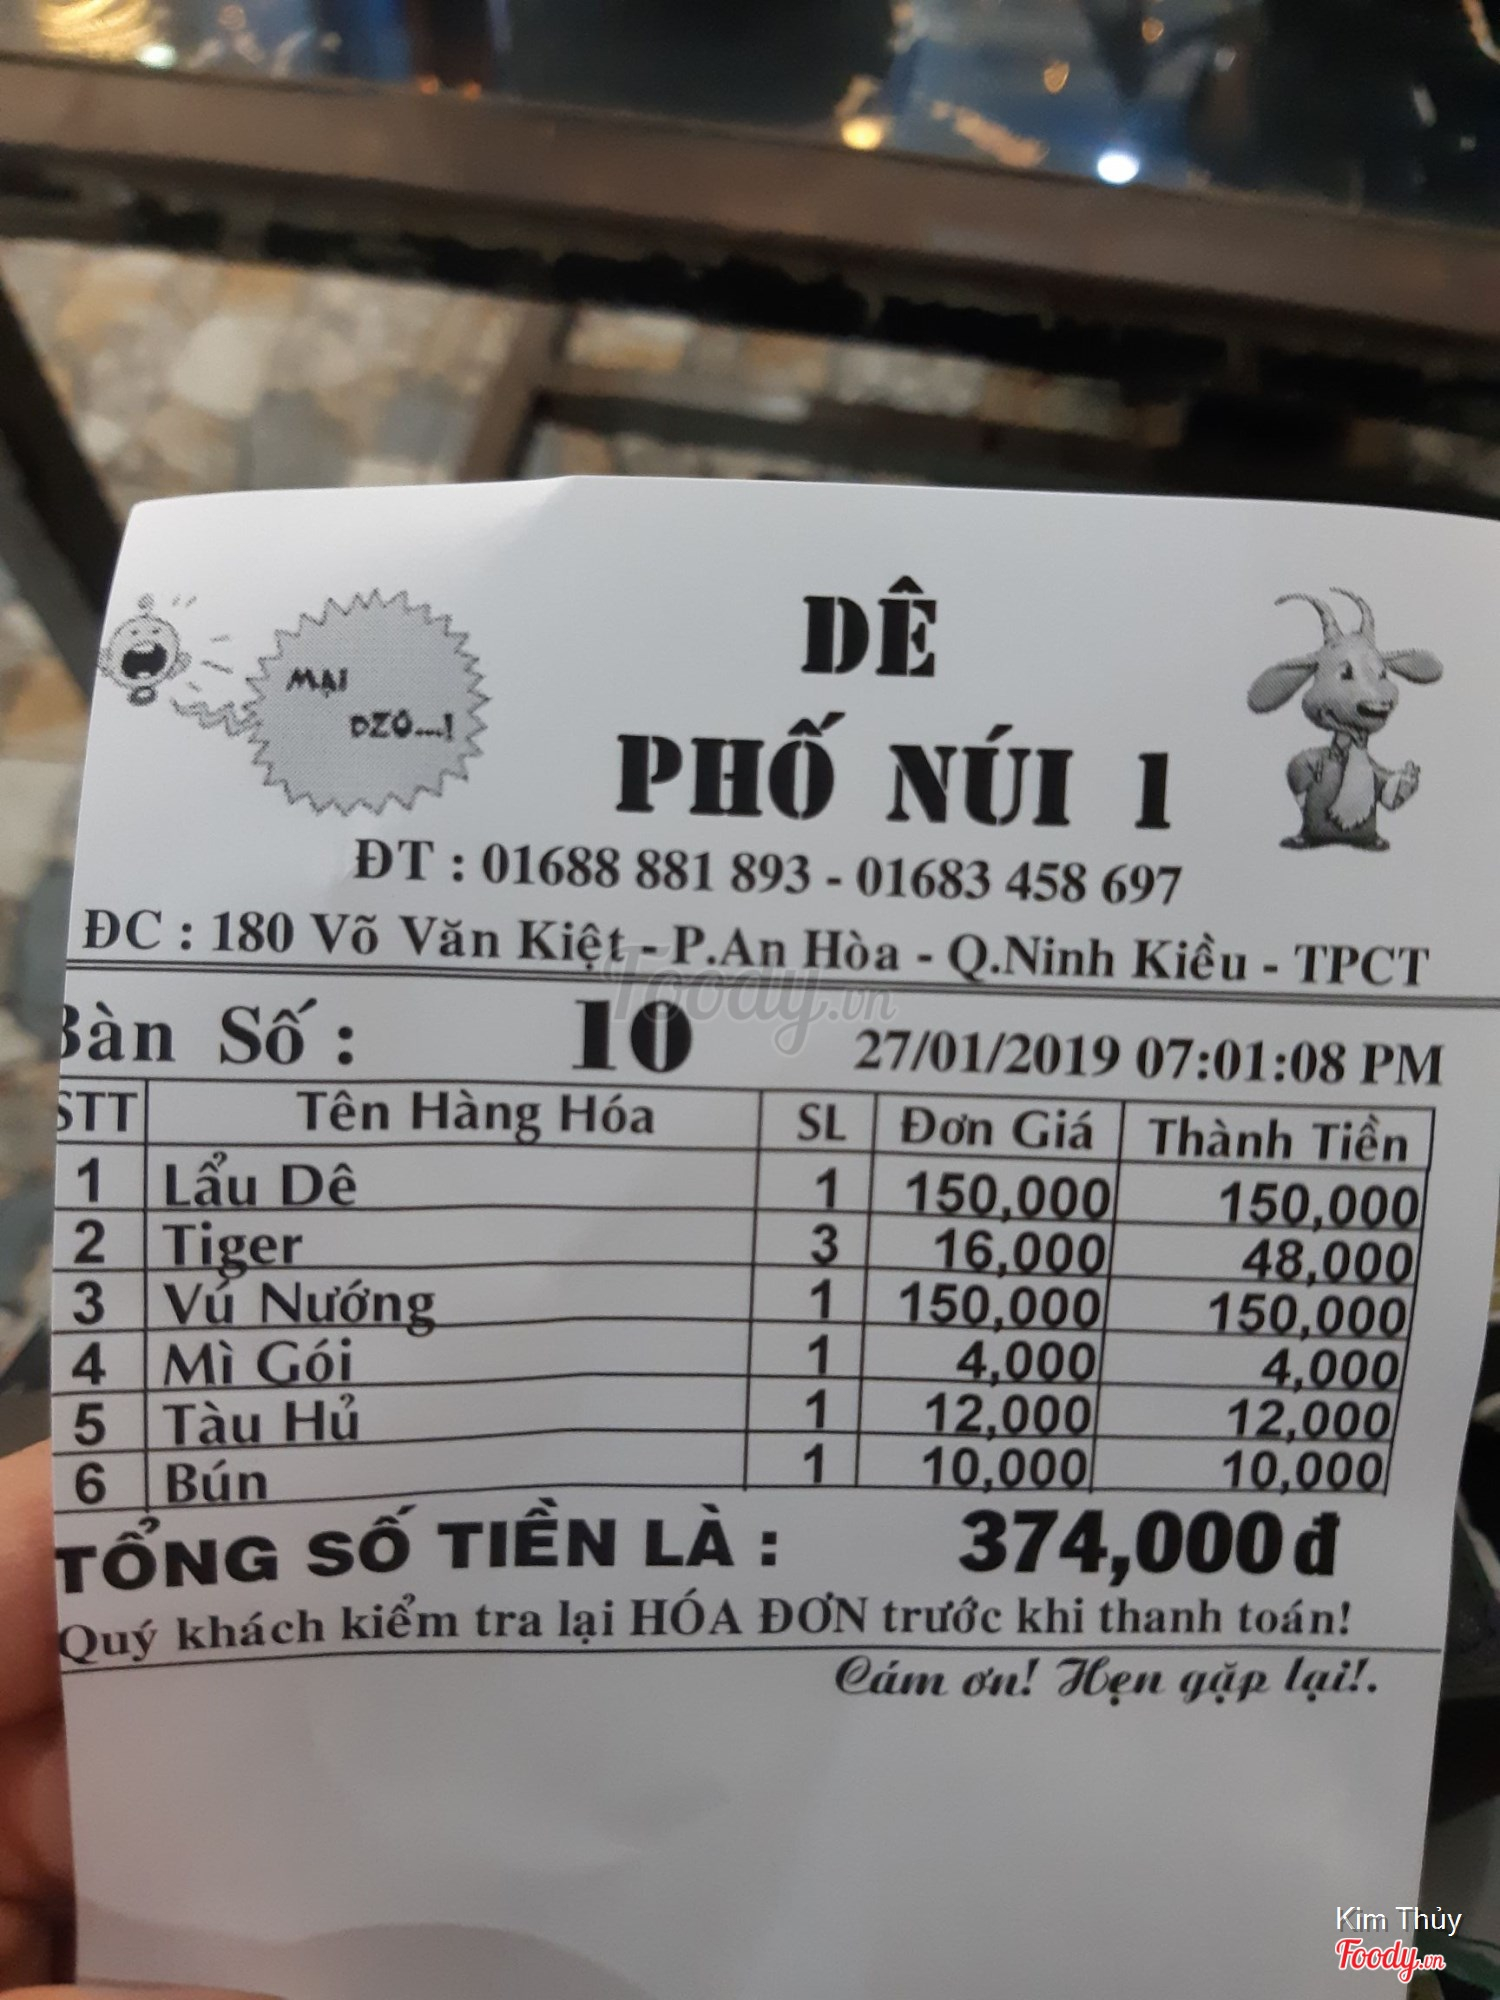 MẠI
DZÔ...!
DÊ
PHỐ NÚI 1
ĐT : 01688 881 893 - 01683 458 697
ĐC : 180 Võ Văn Kiệt - P.An Hòa - Q.Ninh Kiều - TPCT
Foody.vn
Bàn Số : 10 27/01/2019 07:01:08 PM
STT Tên Hàng Hóa SL Đơn Giá Thành Tiền
1 Lẩu Dê 1 150,000 150,000
2 Tiger 3 16,000 48,000
3 Vú Nướng 1 150,000 150,000
4 Mì Gói 1 4,000 4,000
5 Tàu Hủ 1 12,000 12,000
6 Bún 1 10,000 10,000
TỔNG SỐ TIỀN LÀ : 374,000 đ
Quý khách kiểm tra lại HÓA ĐƠN trước khi thanh toán!
Cám ơn! Hẹn gặp lại!.
Kim Thủy
Foody.vn